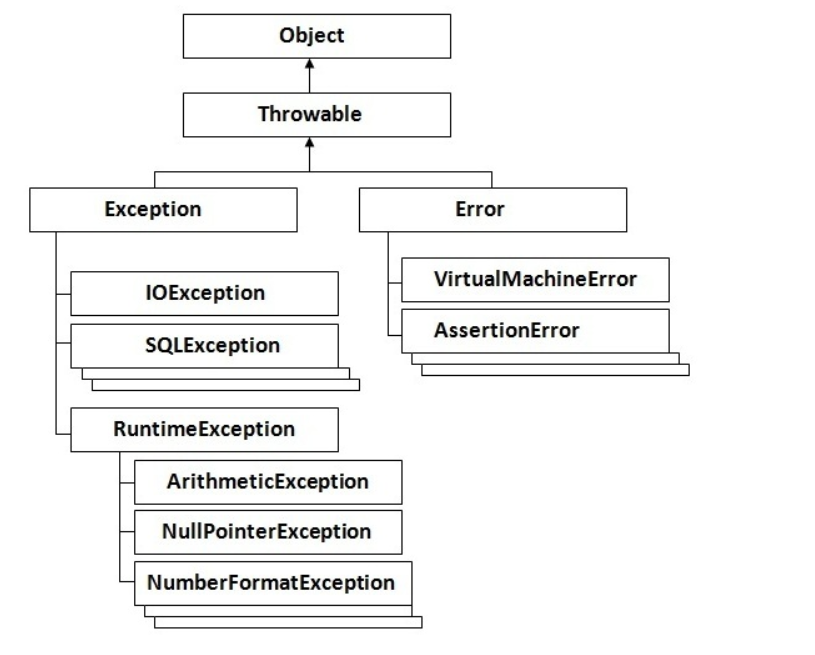 Object
Throwable
Exception
Error
IOException
SQLException
RuntimeException
ArithmeticException
NullPointerException
NumberFormatException
VirtualMachineError
AssertionError